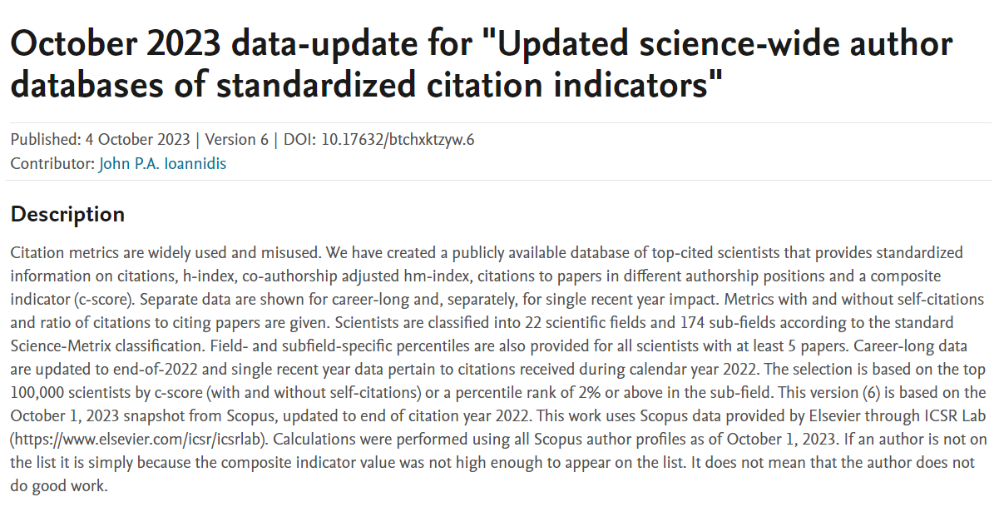 October 2023 data-update for "Updated science-wide author
databases of standardized citation indicators"
Published: 4 October 2023 | Version 6 | DOI: 10.17632/btchxktzyw.6
Contributor: John P.A. Ioannidis
Description
Citation metrics are widely used and misused. We have created a publicly available database of top-cited scientists that provides standardized
information on citations, h-index, co-authorship adjusted hm-index, citations to papers in different authorship positions and a composite
indicator (c-score). Separate data are shown for career-long and, separately, for single recent year impact. Metrics with and without self-citations
and ratio of citations to citing papers are given. Scientists are classified into 22 scientific fields and 174 sub-fields according to the standard
Science-Metrix classification. Field- and subfield-specific percentiles are also provided for all scientists with at least 5 papers. Career-long data
are updated to end-of-2022 and single recent year data pertain to citations received during calendar year 2022. The selection is based on the top
100,000 scientists by c-score (with and without self-citations) or a percentile rank of 2% or above in the sub-field. This version (6) is based on the
October 1, 2023 snapshot from Scopus, updated to end of citation year 2022. This work uses Scopus data provided by Elsevier through ICSR Lab
(https://www.elsevier.com/icsr/icsrlab). Calculations were performed using all Scopus author profiles as of October 1, 2023. If an author is not on
the list it is simply because the composite indicator value was not high enough to appear on the list. It does not mean that the author does not
do good work.